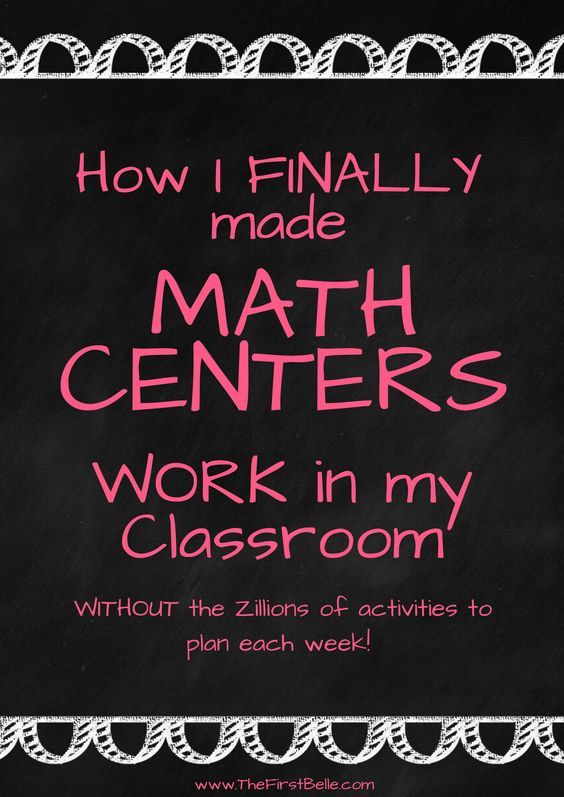 How I FINALLY
made
MATH
CENTERS
WORK in my
Classroom
WITHOUT the Zillions of activities to
plan each week!
www.TheFirstBelle.com